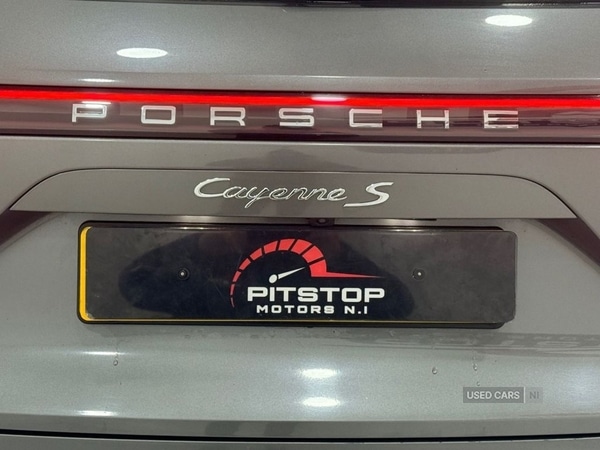 PORSCHE
Cayenne S
PITSTOP
MOTORS N.I
USED CARS NI